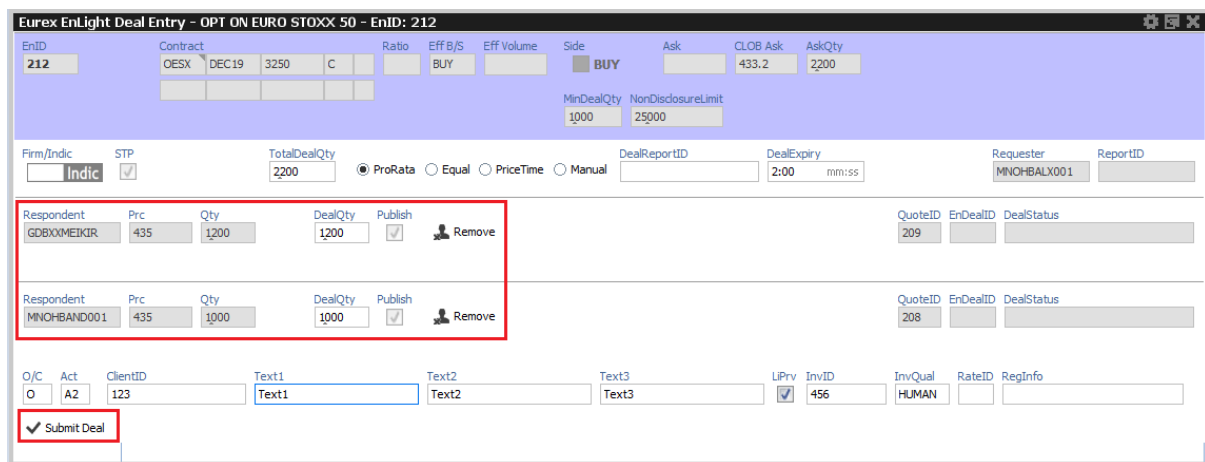 Eurex EnLight Deal Entry - OPT ON EURO STOXX 50 - EnID: 212
EnID Contract Ratio Eff B/S Eff Volume Side Ask CLOB Ask AskQty
212 OESX DEC19 3250 C BUY BUY 433.2 2200
MinDealQty NonDisclosureLimit
1000 25000
Firm/Indic STP TotalDealQty DealReportID DealExpiry Requester ReportID
Indic 2200 ProRata Equal PriceTime Manual 2:00 mm:ss MNOHBALX001
Respondent Prc Qty DealQty Publish QuoteID EnDealID DealStatus
GDBXXMEIKIR 435 1200 1200 Remove 209
Respondent Prc Qty DealQty Publish QuoteID EnDealID DealStatus
MNOHBAND001 435 1000 1000 Remove 208
O/C Act ClientID Text1 Text2 Text3 LiPrv InvID InvQual RateID RegInfo
O A2 123 Text1 Text2 Text3 456 HUMAN
Submit Deal